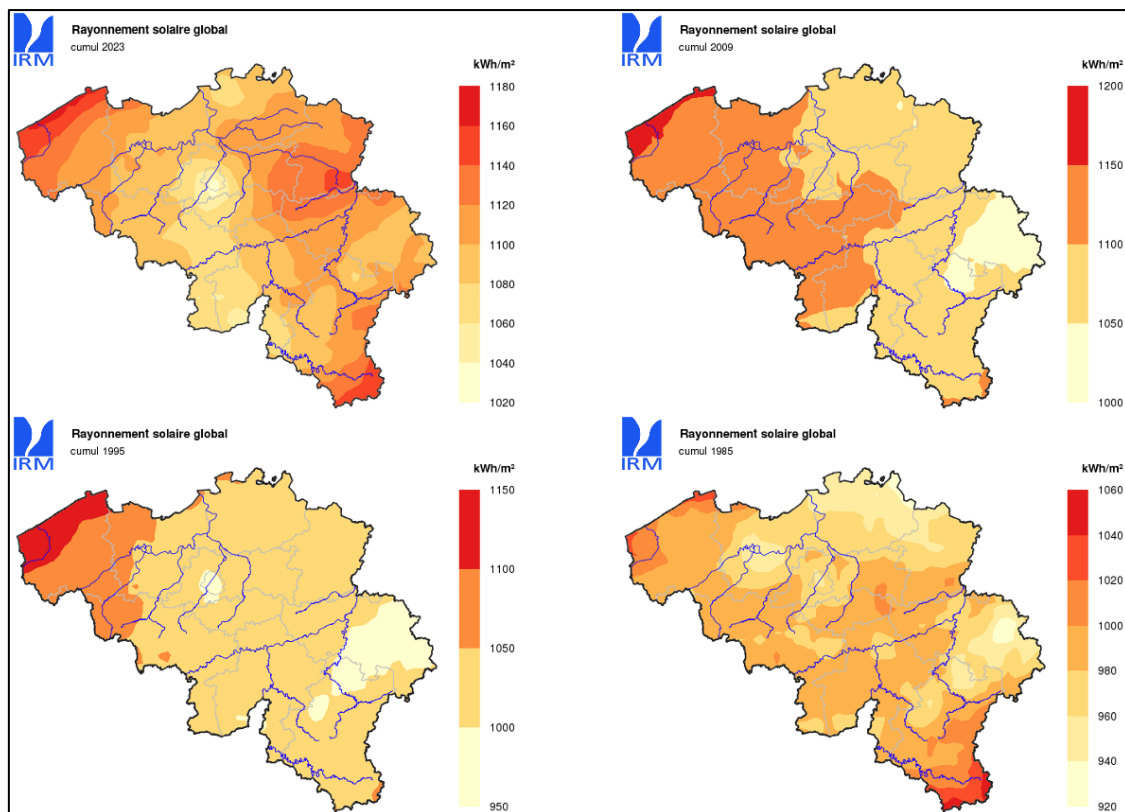 Rayonnement solaire global
cumul 2023
IRM
kWh/m²
1180
1160
1140
1120
1100
1080
1060
1040
1020
Rayonnement solaire global
cumul 2009
IRM
kWh/m²
1200
1150
1100
1050
1000
Rayonnement solaire global
cumul 1995
IRM
kWh/m²
1150
1100
1050
1000
950
Rayonnement solaire global
cumul 1985
IRM
kWh/m²
1060
1040
1020
1000
980
960
940
920